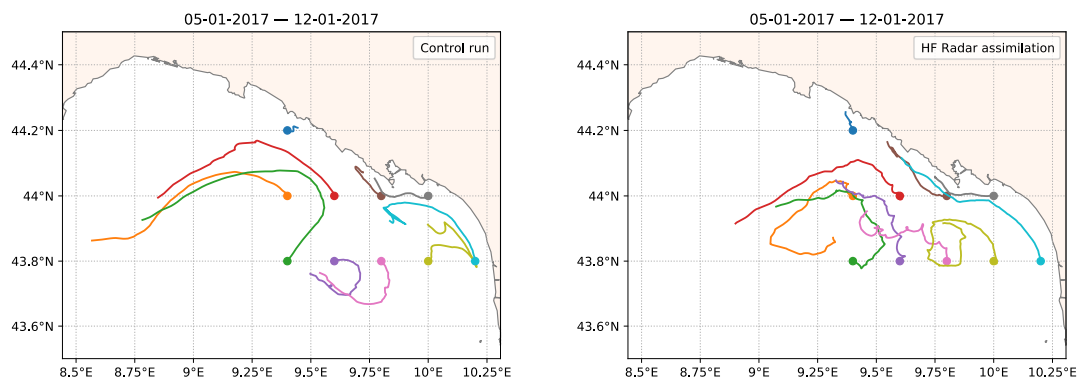 05-01-2017 — 12-01-2017
Control run
44.4°N
44.2°N
44°N
43.8°N
43.6°N
8.5°E 8.75°E 9°E 9.25°E 9.5°E 9.75°E 10°E 10.25°E
05-01-2017 — 12-01-2017
HF Radar assimilation
44.4°N
44.2°N
44°N
43.8°N
43.6°N
8.5°E 8.75°E 9°E 9.25°E 9.5°E 9.75°E 10°E 10.25°E